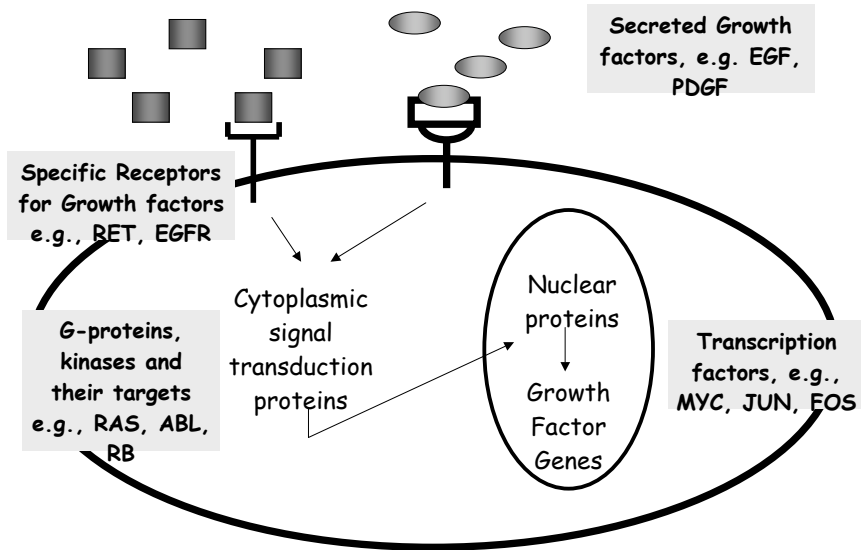 Secreted Growth
factors, e.g. EGF,
PDGF
Specific Receptors
for Growth factors
e.g., RET, EGFR
Cytoplasmic
signal
transduction
proteins
Nuclear
proteins
Growth
Factor
Genes
G-proteins,
kinases and
their targets
e.g., RAS, ABL,
RB
Transcription
factors, e.g.,
MYC, JUN, FOS